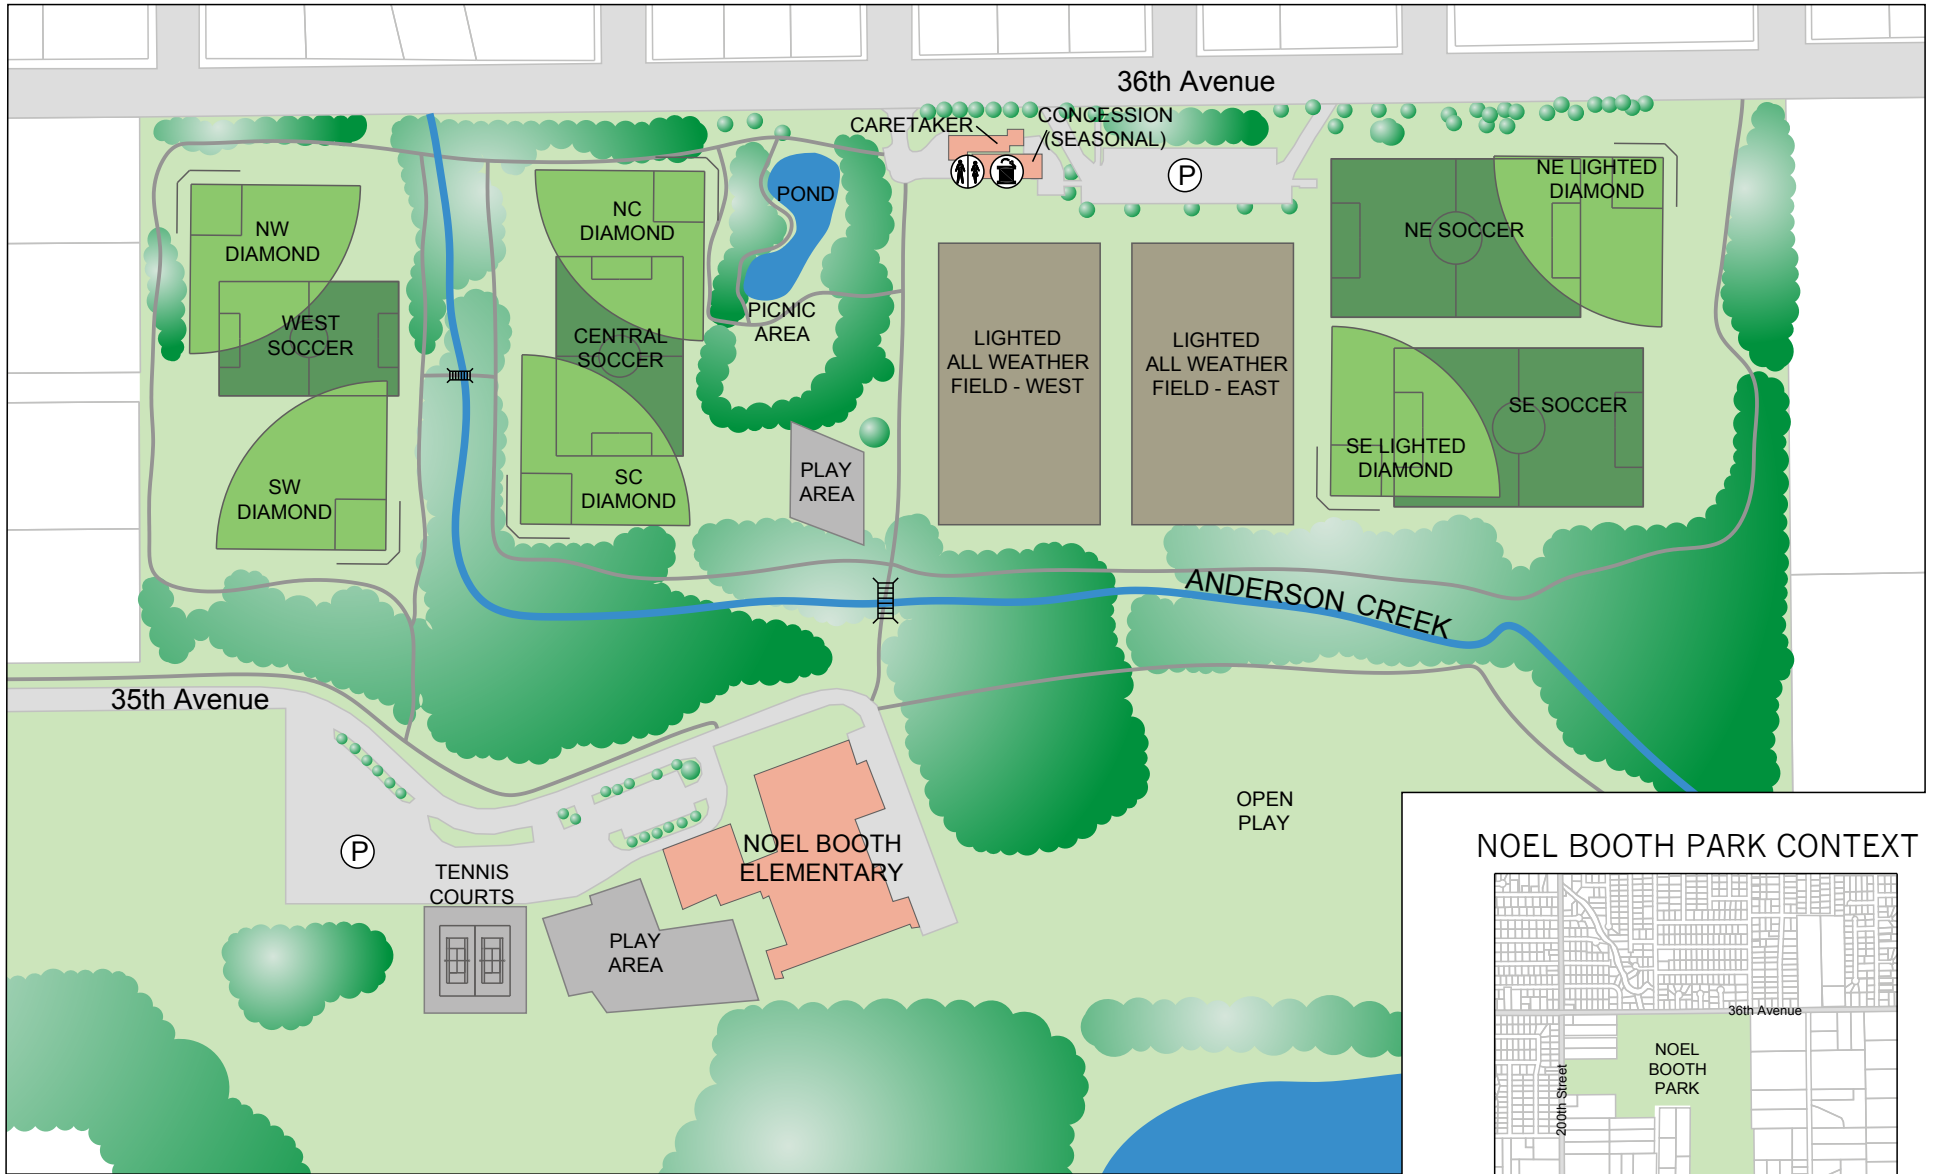 36th Avenue
CARETAKER
CONCESSION
(SEASONAL)
P
POND
NW
DIAMOND
NC
DIAMOND
NE LIGHTED
DIAMOND
NE SOCCER
PICNIC
AREA
WEST
SOCCER
CENTRAL
SOCCER
LIGHTED
ALL WEATHER
FIELD - WEST
LIGHTED
ALL WEATHER
FIELD - EAST
SE SOCCER
SE LIGHTED
DIAMOND
PLAY
AREA
SW
DIAMOND
SC
DIAMOND
ANDERSON CREEK
35th Avenue
OPEN
PLAY
P
NOEL BOOTH
ELEMENTARY
TENNIS
COURTS
PLAY
AREA
NOEL BOOTH PARK CONTEXT
36th Avenue
NOEL
BOOTH
PARK
200th Street